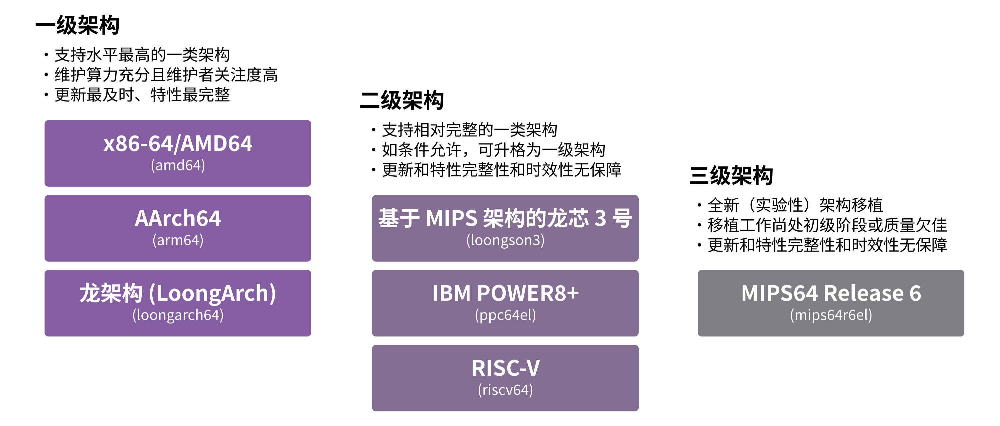 一级架构
・支持水平最高的一类架构
・维护算力充分且维护者关注度高
・更新最及时、特性最完整
x86-64/AMD64
(amd64)
AArch64
(arm64)
龙架构 (LoongArch)
(loongarch64)
二级架构
・支持相对完整的一类架构
・如条件允许，可升格为一级架构
・更新和特性完整性和时效性无保障
基于 MIPS 架构的龙芯 3 号
(loongson3)
IBM POWER8+
(ppc64el)
RISC-V
(riscv64)
三级架构
・全新（实验性）架构移植
・移植工作尚处初级阶段或质量欠佳
・更新和特性完整性和时效性无保障
MIPS64 Release 6
(mips64r6el)